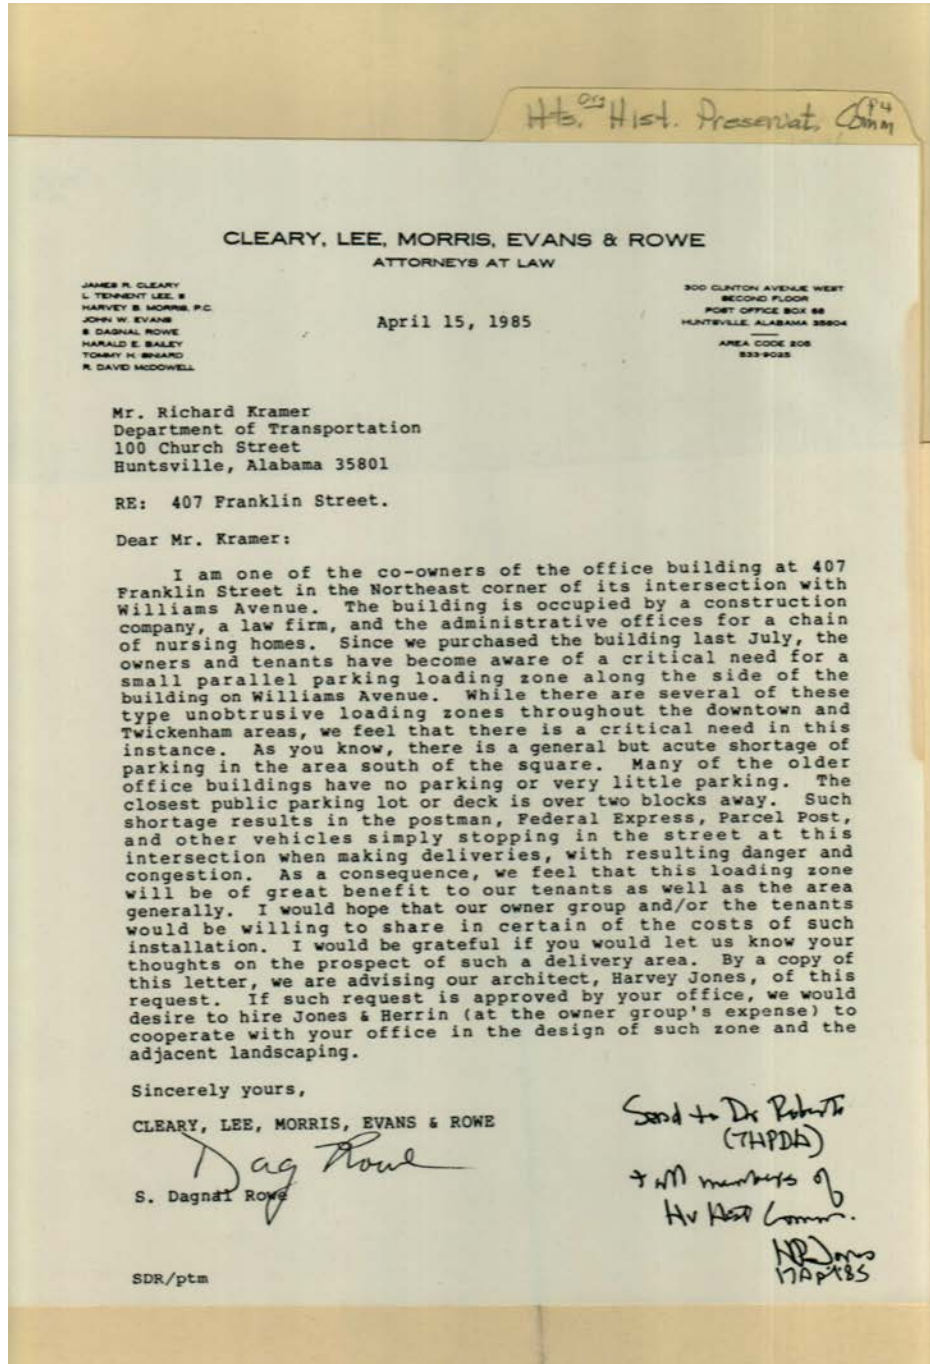 Hts. Org Hist. Preservat. Comm
CLEARY, LEE, MORRIS, EVANS & ROWE
ATTORNEYS AT LAW
JAMES R. CLEARY
L. TENNENT LEE, III
HARVEY B. MORRIS, P.C.
JOHN W. EVANS
S. DAGNAL ROWE
HARALD E. BAILEY
TOMMY H. SINIARD
R. DAVID McDOWELL
April 15, 1985
300 CLINTON AVENUE WEST
SECOND FLOOR
POST OFFICE BOX 68
HUNTSVILLE, ALABAMA 35804
AREA CODE 205
533-9025
Mr. Richard Kramer
Department of Transportation
100 Church Street
Huntsville, Alabama 35801
RE: 407 Franklin Street.
Dear Mr. Kramer:
I am one of the co-owners of the office building at 407
Franklin Street in the Northeast corner of its intersection with
Williams Avenue. The building is occupied by a construction
company, a law firm, and the administrative offices for a chain
of nursing homes. Since we purchased the building last July, the
owners and tenants have become aware of a critical need for a
small parallel parking loading zone along the side of the
building on Williams Avenue. While there are several of these
type unobtrusive loading zones throughout the downtown and
Twickenham areas, we feel that there is a critical need in this
instance. As you know, there is a general but acute shortage of
parking in the area south of the square. Many of the older
office buildings have no parking or very little parking. The
closest public parking lot or deck is over two blocks away. Such
shortage results in the postman, Federal Express, Parcel Post,
and other vehicles simply stopping in the street at this
intersection when making deliveries, with resulting danger and
congestion. As a consequence, we feel that this loading zone
will be of great benefit to our tenants as well as the area
generally. I would hope that our owner group and/or the tenants
would be willing to share in certain of the costs of such
installation. I would be grateful if you would let us know your
thoughts on the prospect of such a delivery area. By a copy of
this letter, we are advising our architect, Harvey Jones, of this
request. If such request is approved by your office, we would
desire to hire Jones & Herrin (at the owner group's expense) to
cooperate with your office in the design of such zone and the
adjacent landscaping.
Sincerely yours,
CLEARY, LEE, MORRIS, EVANS & ROWE
Dag Rowe
S. Dagnal Rowe
Send to Dr Roberts
(THPDA)
+ all members of
Hv Hist Comm.
HPJones
17Apr85
SDR/ptm